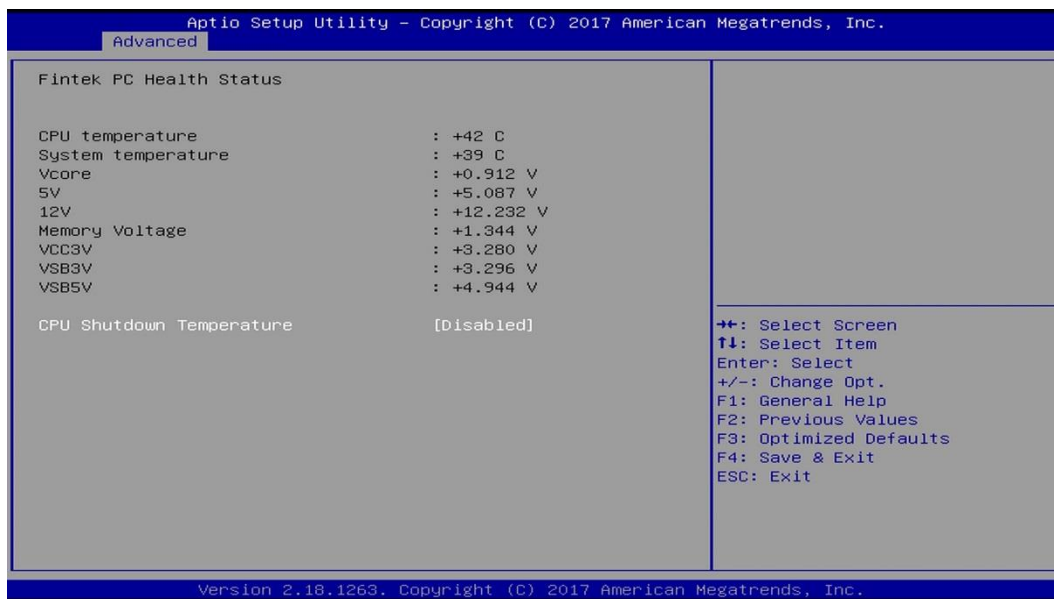 Aptio Setup Utility – Copyright (C) 2017 American Megatrends, Inc.
Advanced
Fintek PC Health Status
CPU temperature : +42 C
System temperature : +39 C
Vcore : +0.912 V
5V : +5.087 V
12V : +12.232 V
Memory Voltage : +1.344 V
VCC3V : +3.280 V
VSB3V : +3.296 V
VSB5V : +4.944 V
CPU Shutdown Temperature [Disabled]
→←: Select Screen
↑↓: Select Item
Enter: Select
+/-: Change Opt.
F1: General Help
F2: Previous Values
F3: Optimized Defaults
F4: Save & Exit
ESC: Exit
Version 2.18.1263. Copyright (C) 2017 American Megatrends, Inc.